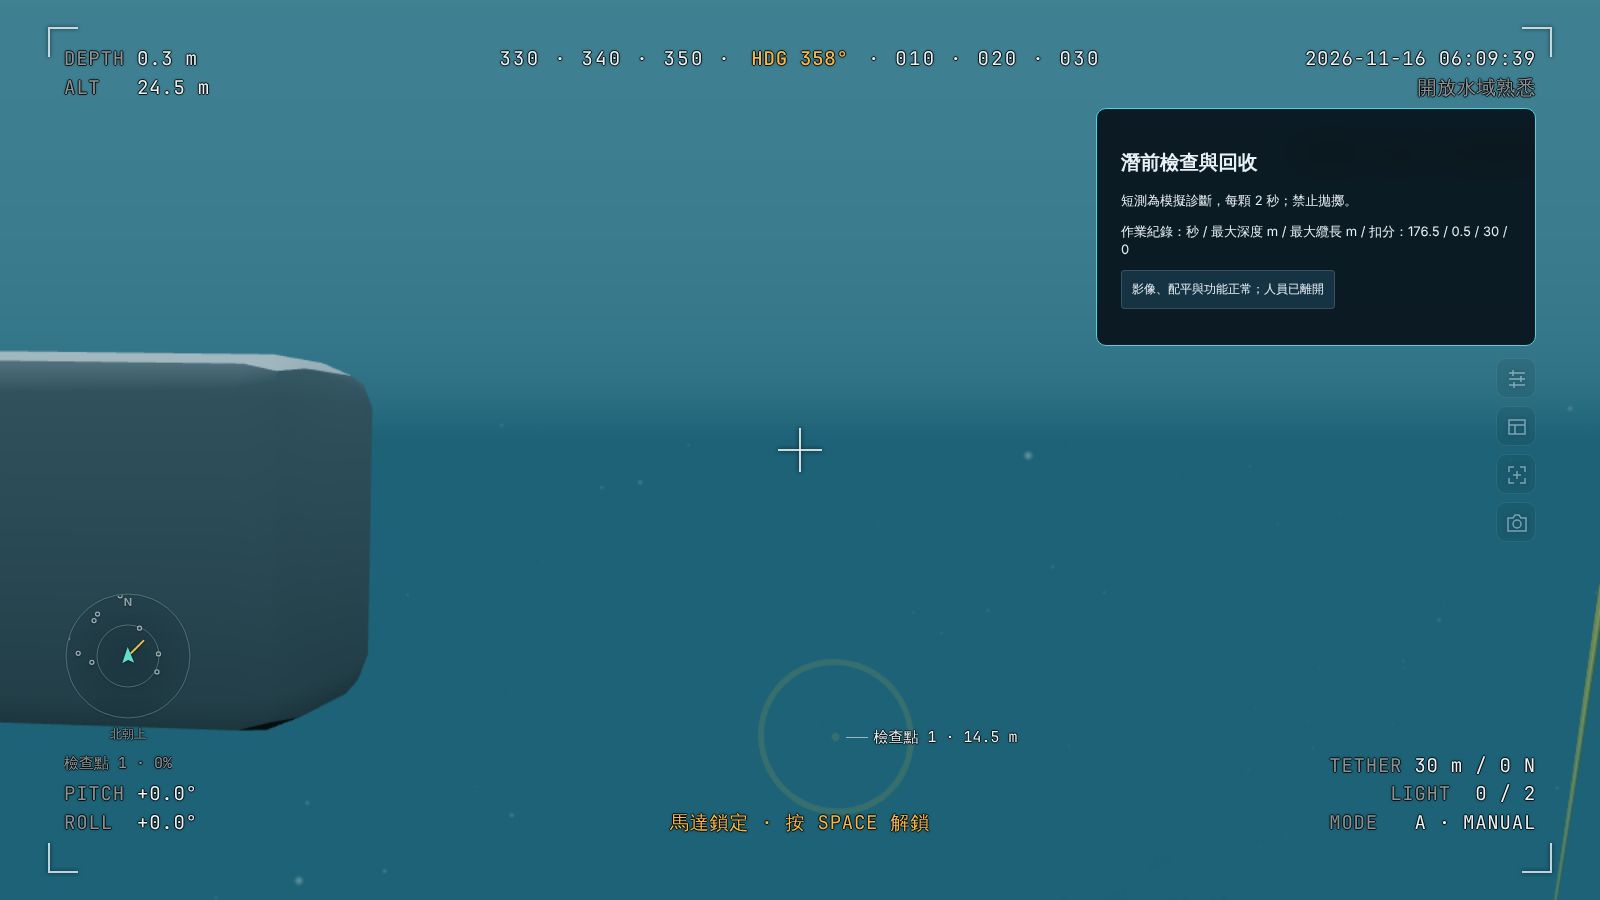 DEPTH 0.3 m
ALT 24.5 m
330 · 340 · 350 · HDG 358° · 010 · 020 · 030
2026-11-16 06:09:39
開放水域熟悉
潛前檢查與回收
短測為模擬診斷，每顆 2 秒；禁止拋擲。
作業紀錄：秒 / 最大深度 m / 最大纜長 m / 扣分：176.5 / 0.5 / 30 /
0
影像、配平與功能正常；人員已離開
N
北朝上
檢查點 1 · 0%
PITCH +0.0°
ROLL +0.0°
檢查點 1 · 14.5 m
馬達鎖定 · 按 SPACE 解鎖
TETHER 30 m / 0 N
LIGHT 0 / 2
MODE A · MANUAL